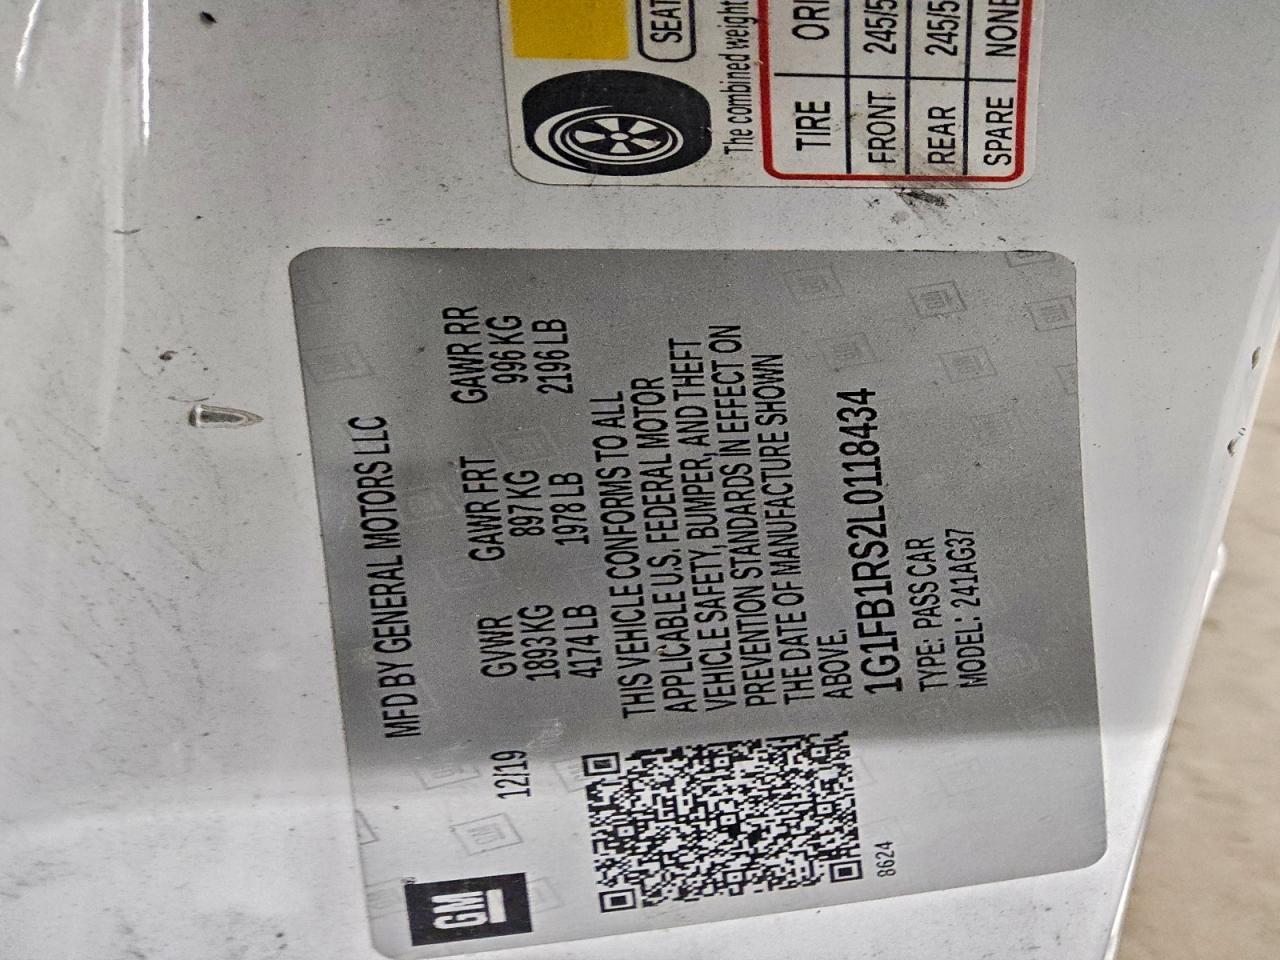 SEAT
The combined weight
TIRE ORI
FRONT 245/5
REAR 245/5
SPARE NONE
GM
MFD BY GENERAL MOTORS LLC
12/19 GVWR GAWR FRT GAWR RR
1893 KG 897 KG 996 KG
4174 LB 1978 LB 2196 LB
THIS VEHICLE CONFORMS TO ALL
APPLICABLE U.S. FEDERAL MOTOR
VEHICLE SAFETY, BUMPER, AND THEFT
PREVENTION STANDARDS IN EFFECT ON
THE DATE OF MANUFACTURE SHOWN
ABOVE.
1G1FB1RS2L0118434
TYPE: PASS CAR
MODEL: 241AG37
8624